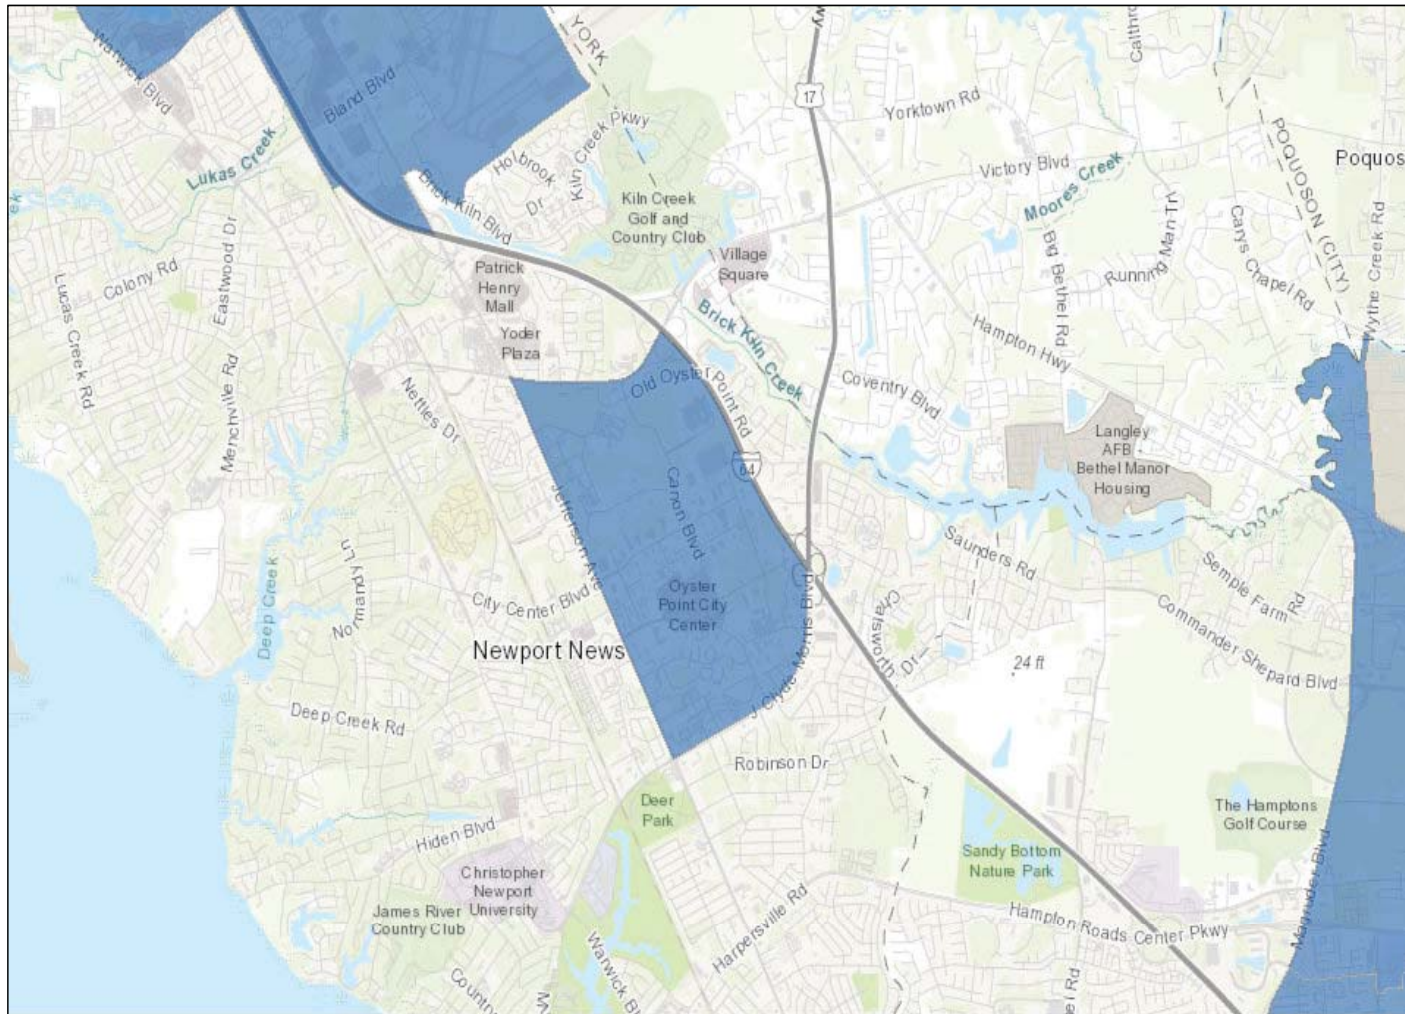 YORK
wy
Calthro
Warwick Blvd
Bland Blvd
17
Yorktown Rd
POQUOSON (CITY)
Poquos
Lukas Creek
Holbrook
Dr
Kiln Creek Pkwy
Victory Blvd
Moores Creek
Brick Kiln Blvd
Kiln Creek
Golf and
Country Club
Running Man Trl
Carys Chapel Rd
Wythe Creek Rd
Big Bethel Rd
eek
Eastwood Dr
Colony Rd
Lucas Creek Rd
Village
Square
Patrick
Henry
Mall
Brick Kiln Creek
Hampton Hwy
Yoder
Plaza
Menchville Rd
Nettles Dr
Old Oyster Point Rd
Coventry Blvd
Langley
AFB
Bethel Manor
Housing
64
Canon Blvd
Jefferson Ave
Saunders Rd
Semple Farm Rd
Normandy Ln
City Center Blvd
Oyster
Point City
Center
Deep Creek
Commander Shepard Blvd
Chatsworth Dr
J Clyde Morris Blvd
Newport News
24 ft
Deep Creek Rd
Robinson Dr
Deer
Park
The Hamptons
Golf Course
Hiden Blvd
Sandy Bottom
Nature Park
Magruder Blvd
Christopher
Newport
University
James River
Country Club
Harpersville Rd
Hampton Roads Center Pkwy
Warwick Bl
Countr
M
el Rd